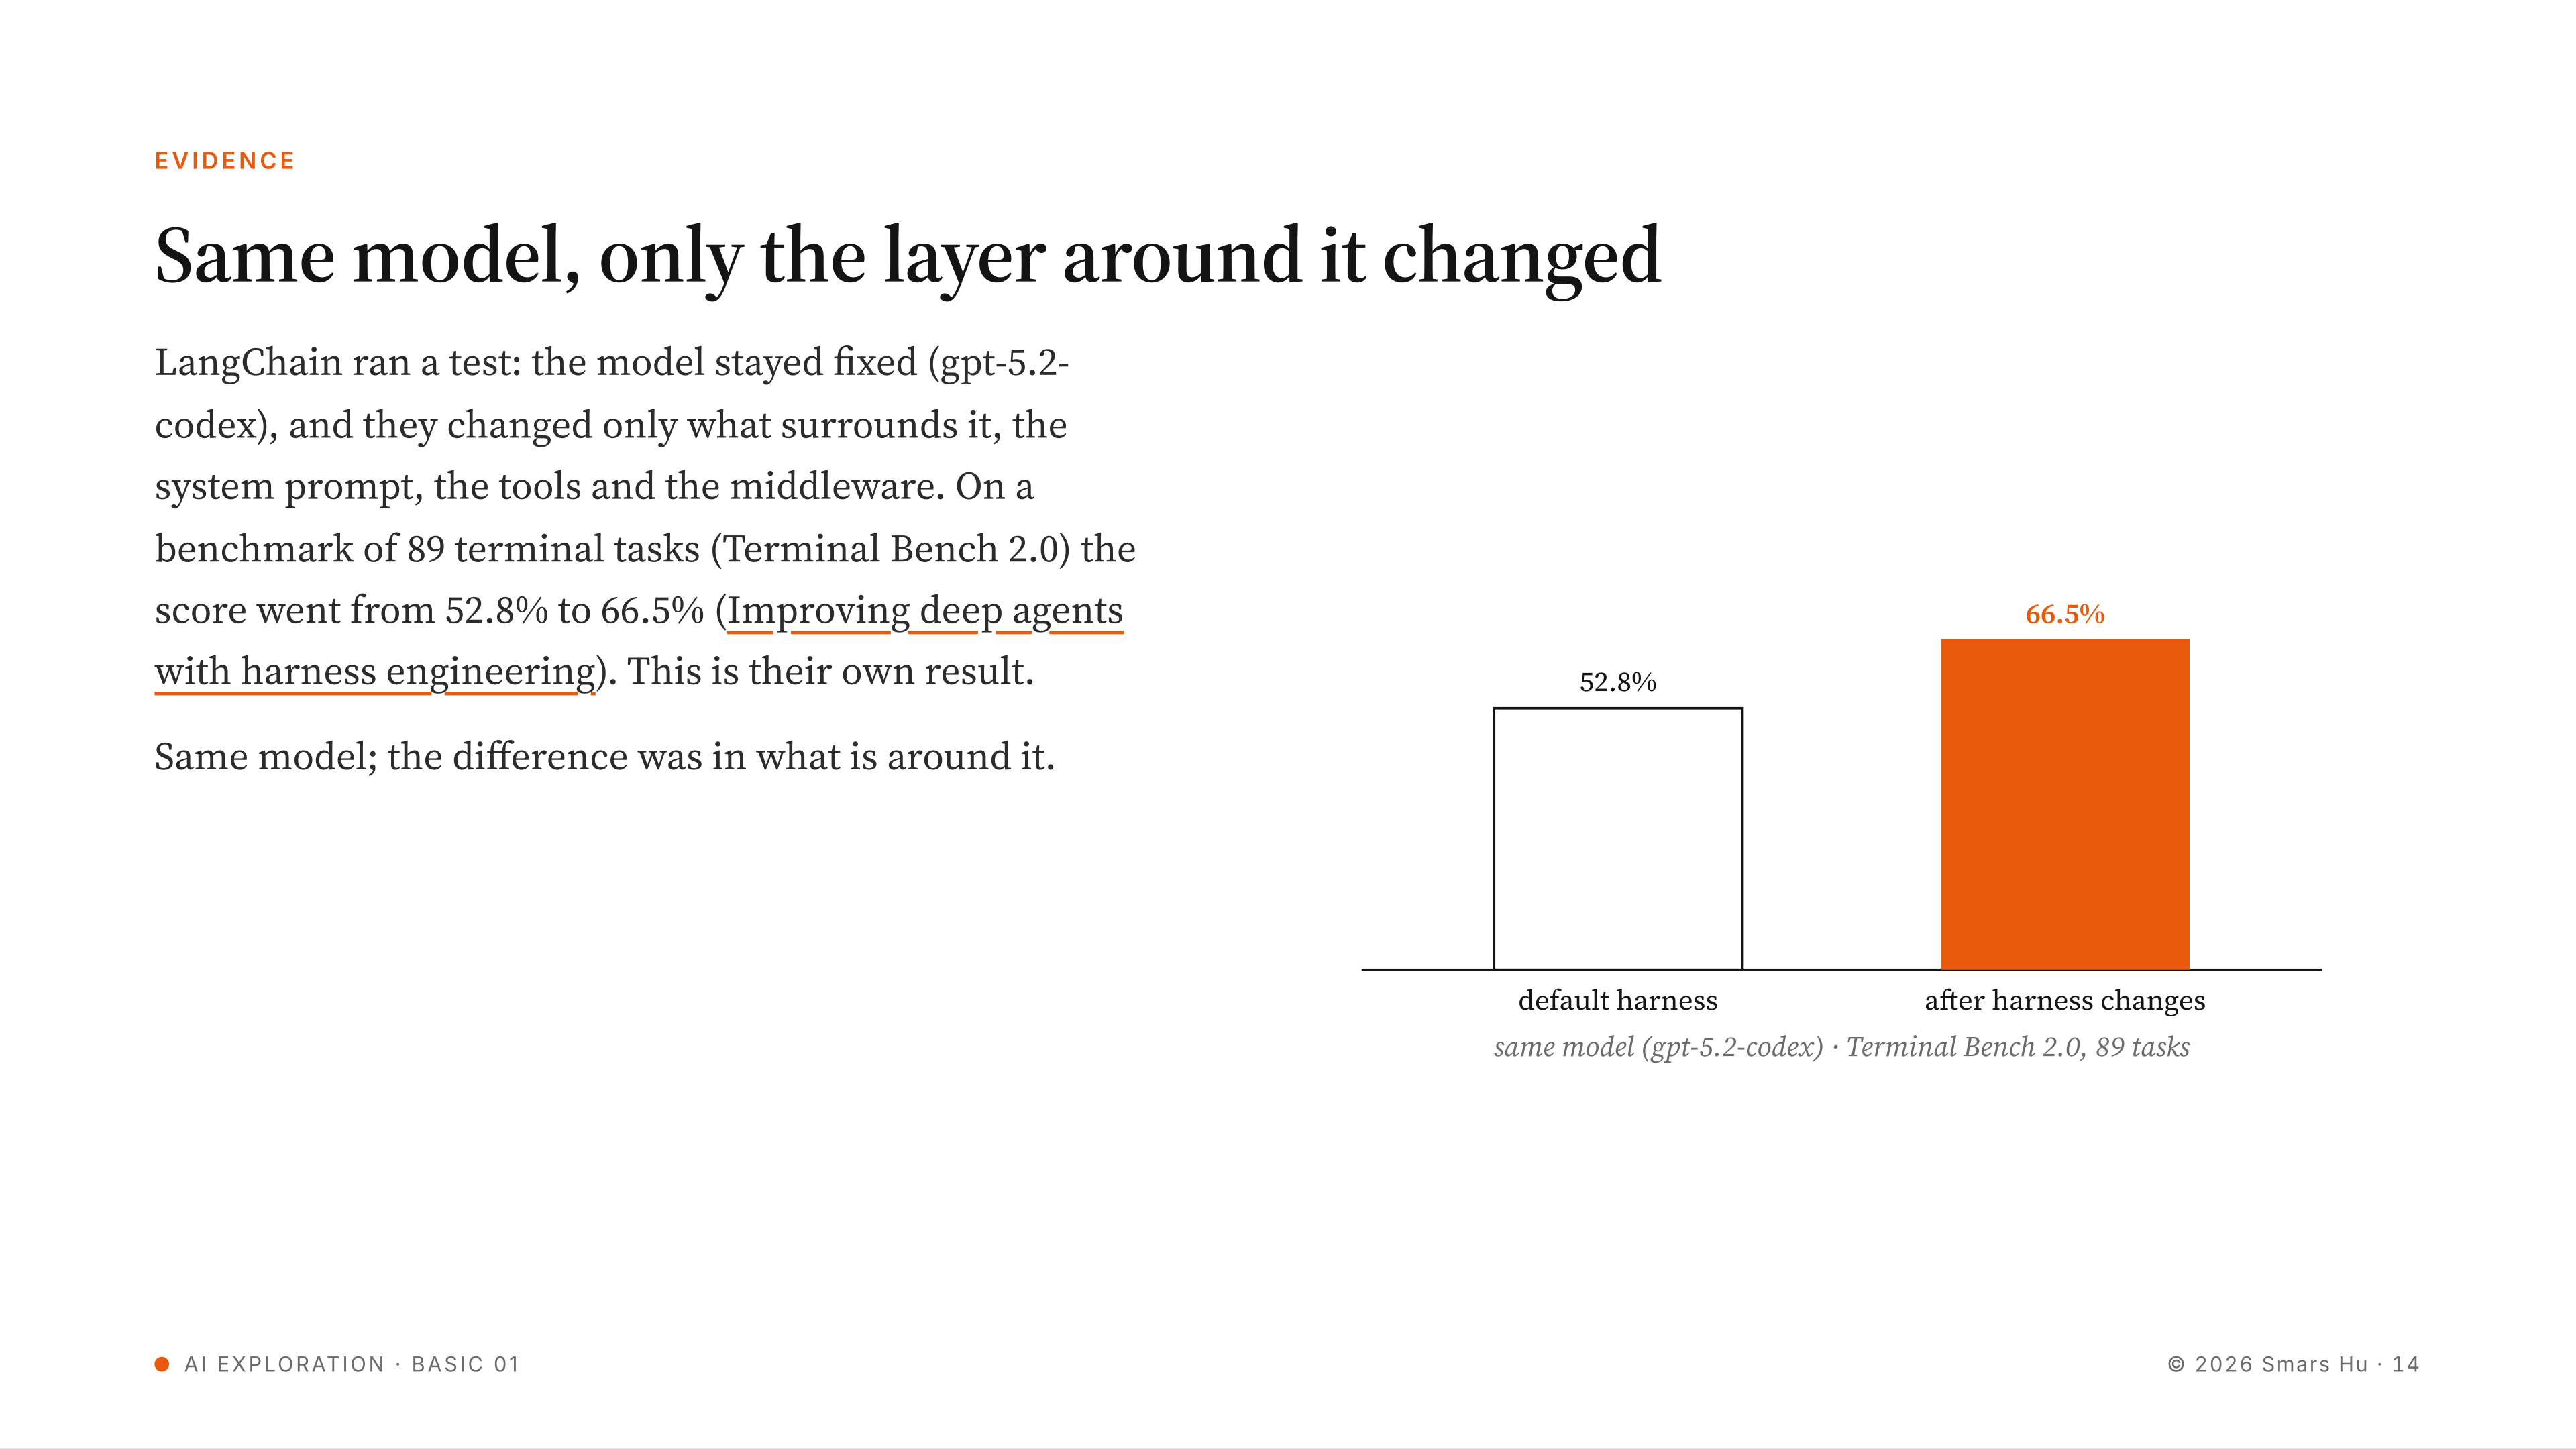 EVIDENCE
Same model, only the layer around it changed
LangChain ran a test: the model stayed fixed (gpt-5.2-
codex), and they changed only what surrounds it, the
system prompt, the tools and the middleware. On a
benchmark of 89 terminal tasks (Terminal Bench 2.0) the
score went from 52.8% to 66.5% (Improving deep agents
with harness engineering). This is their own result.
Same model; the difference was in what is around it.
52.8%
66.5%
default harness
after harness changes
same model (gpt-5.2-codex) · Terminal Bench 2.0, 89 tasks
AI EXPLORATION · BASIC 01
© 2026 Smars Hu · 14